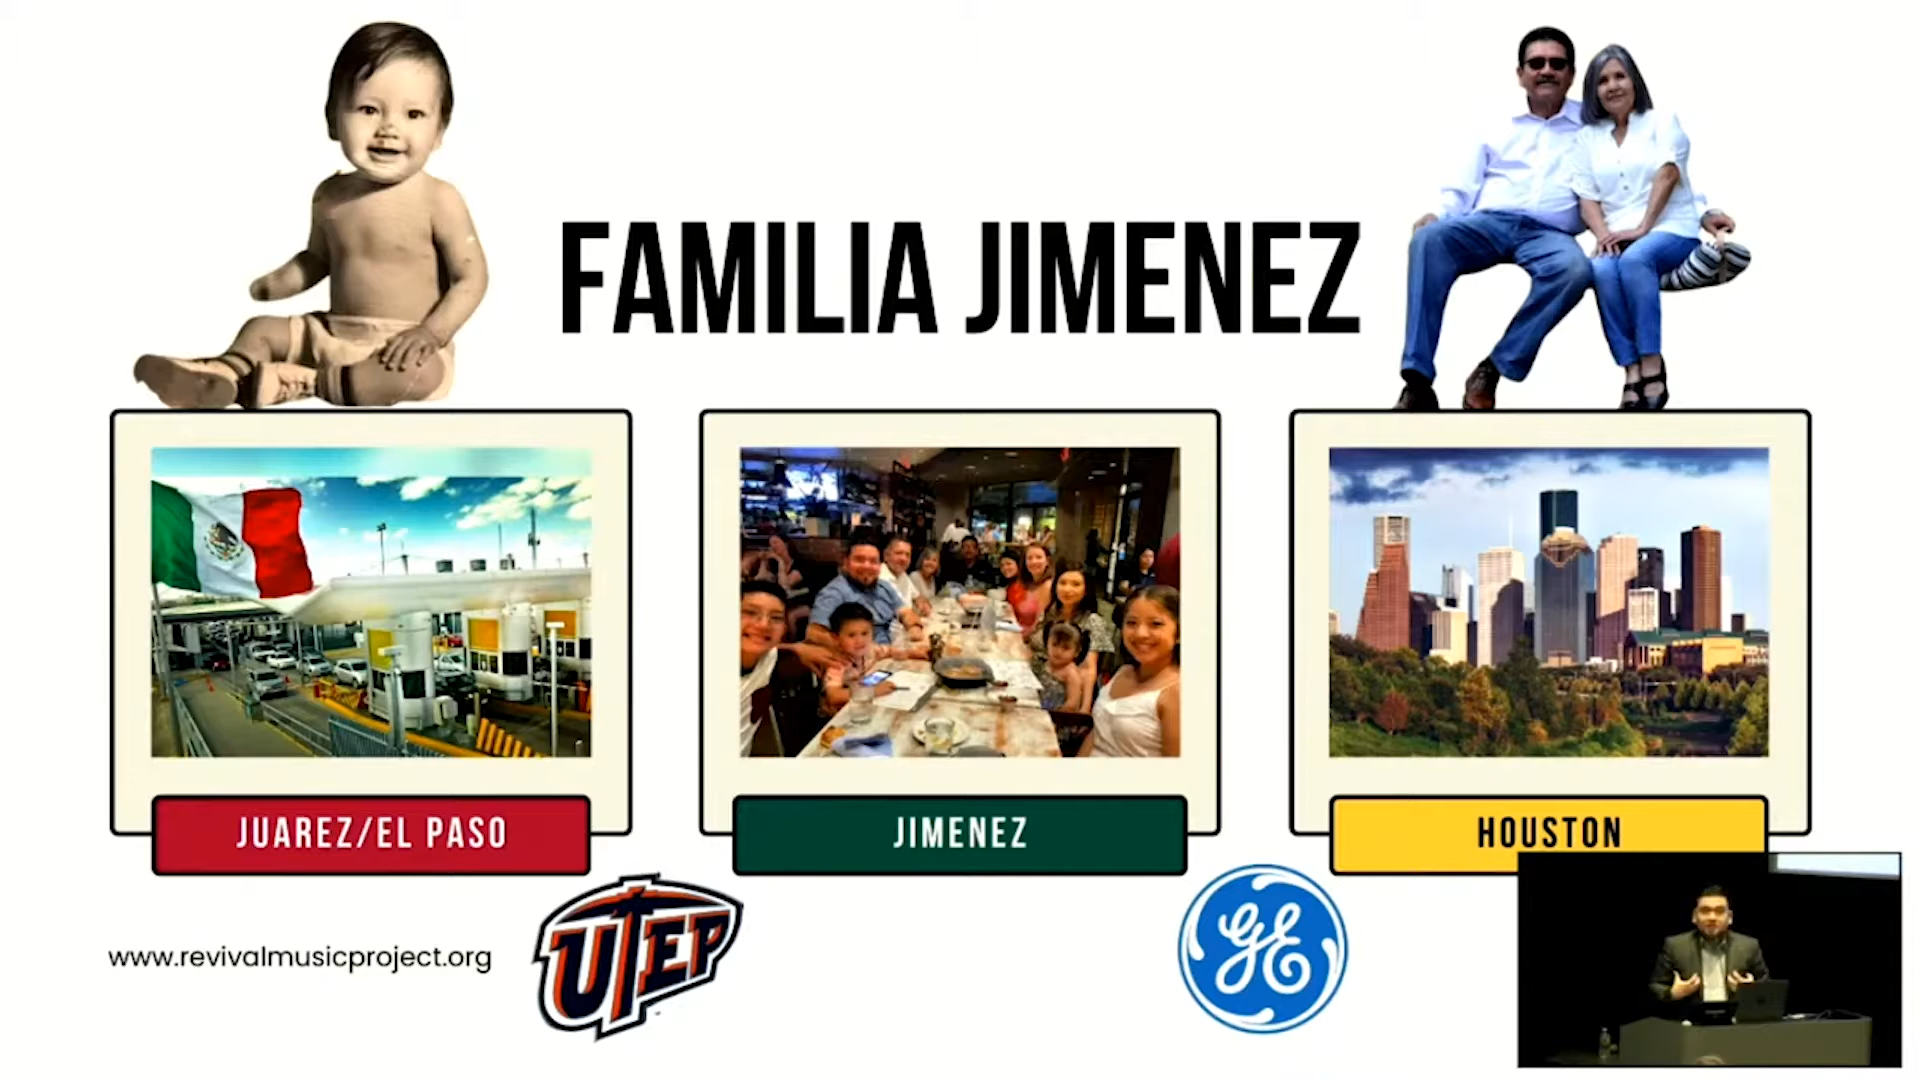 FAMILIA JIMENEZ
JUAREZ/EL PASO
JIMENEZ
HOUSTON
www.revivalmusicproject.org
UTEP
GE